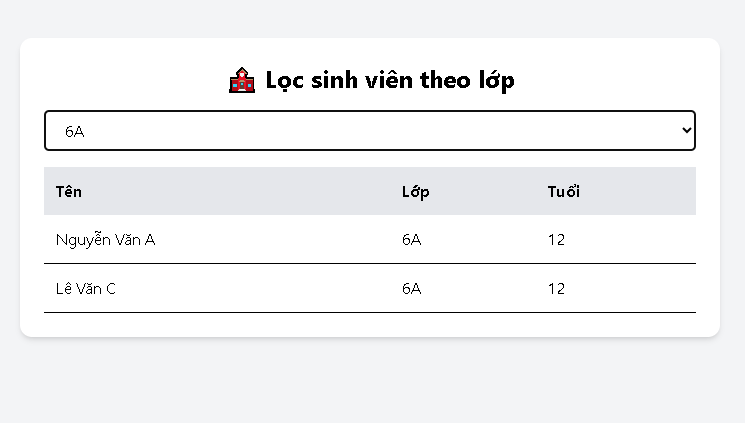 Lọc sinh viên theo lớp
6A
Tên Lớp Tuổi
Nguyễn Văn A 6A 12
Lê Văn C 6A 12